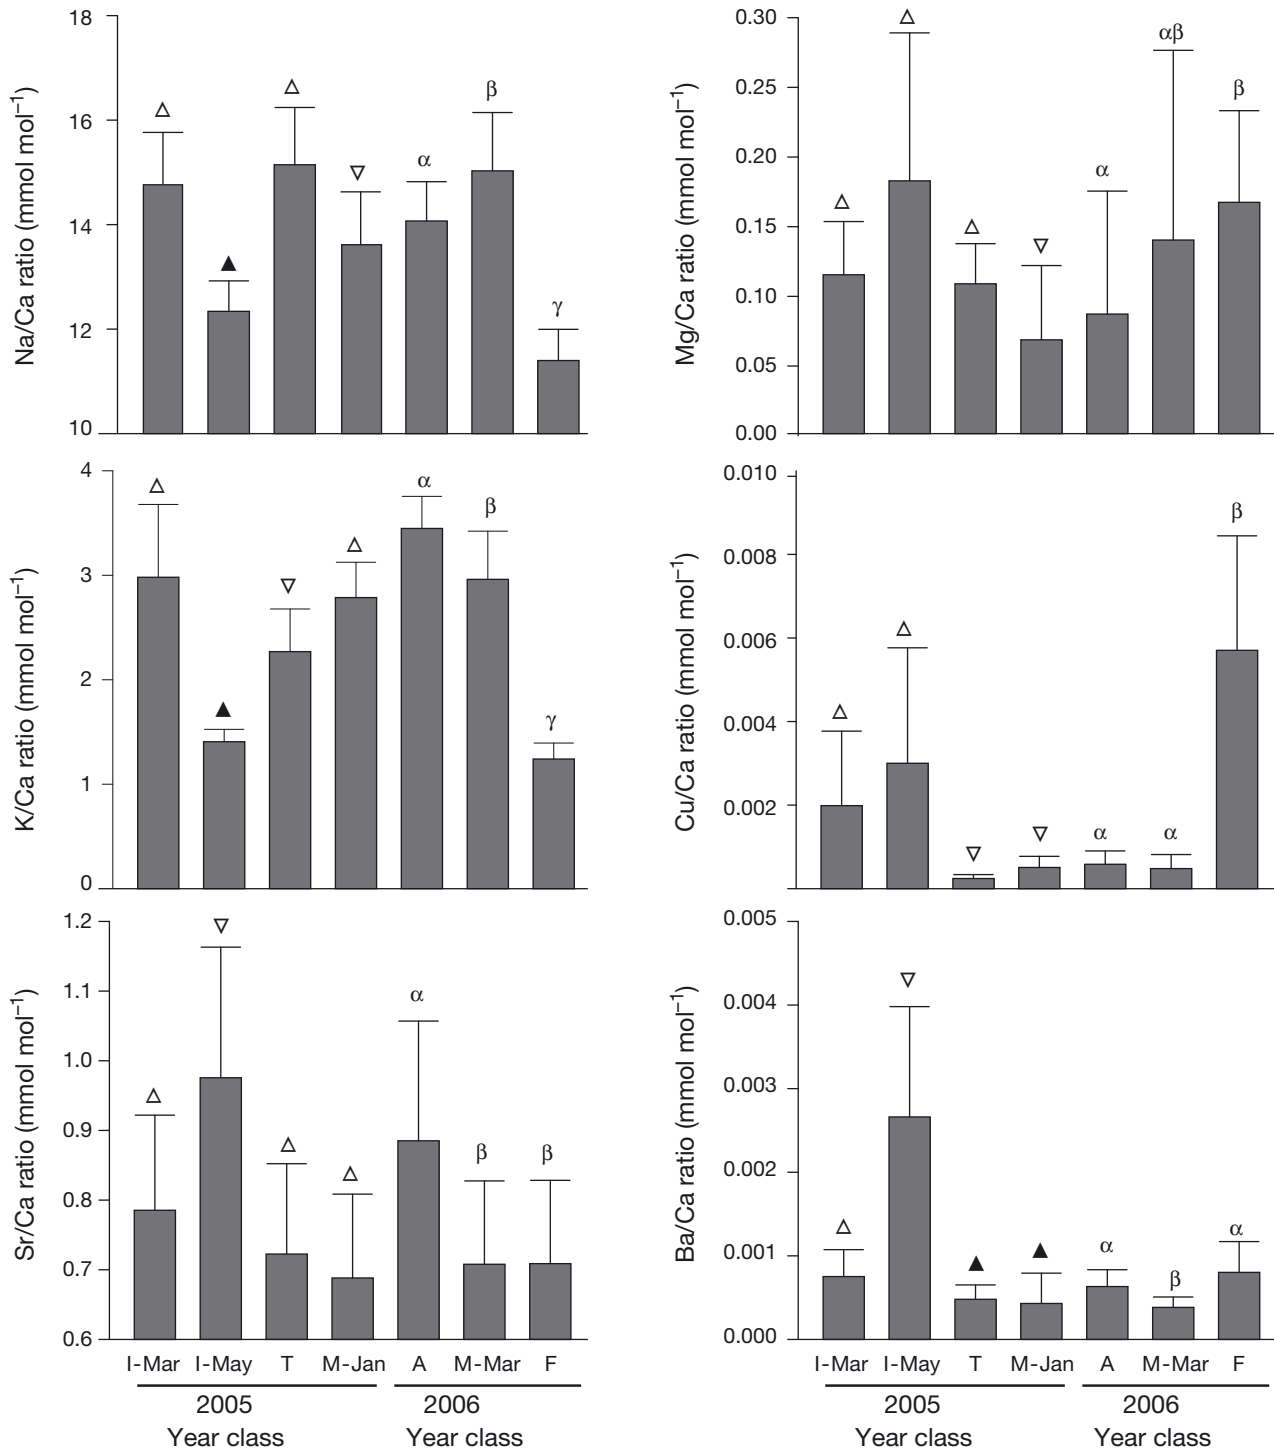 18
16
14
12
10
Na/Ca ratio (mmol mol⁻¹)
△
▲
△
▽
α
β
γ
0.30
0.25
0.20
0.15
0.10
0.05
0.00
Mg/Ca ratio (mmol mol⁻¹)
△
△
△
▽
α
αβ
β
4
3
2
1
0
K/Ca ratio (mmol mol⁻¹)
△
▲
▽
△
α
β
γ
0.010
0.008
0.006
0.004
0.002
Cu/Ca ratio (mmol mol⁻¹)
△
△
▽
▽
α
α
β
1.2
1.1
1.0
0.9
0.8
0.7
0.6
Sr/Ca ratio (mmol mol⁻¹)
△
▽
△
△
α
β
β
I-Mar I-May T M-Jan A M-Mar F
2005 2006
Year class Year class
0.005
0.004
0.003
0.002
0.001
0.000
Ba/Ca ratio (mmol mol⁻¹)
△
▽
▲
▲
α
β
α
I-Mar I-May T M-Jan A M-Mar F
2005 2006
Year class Year class